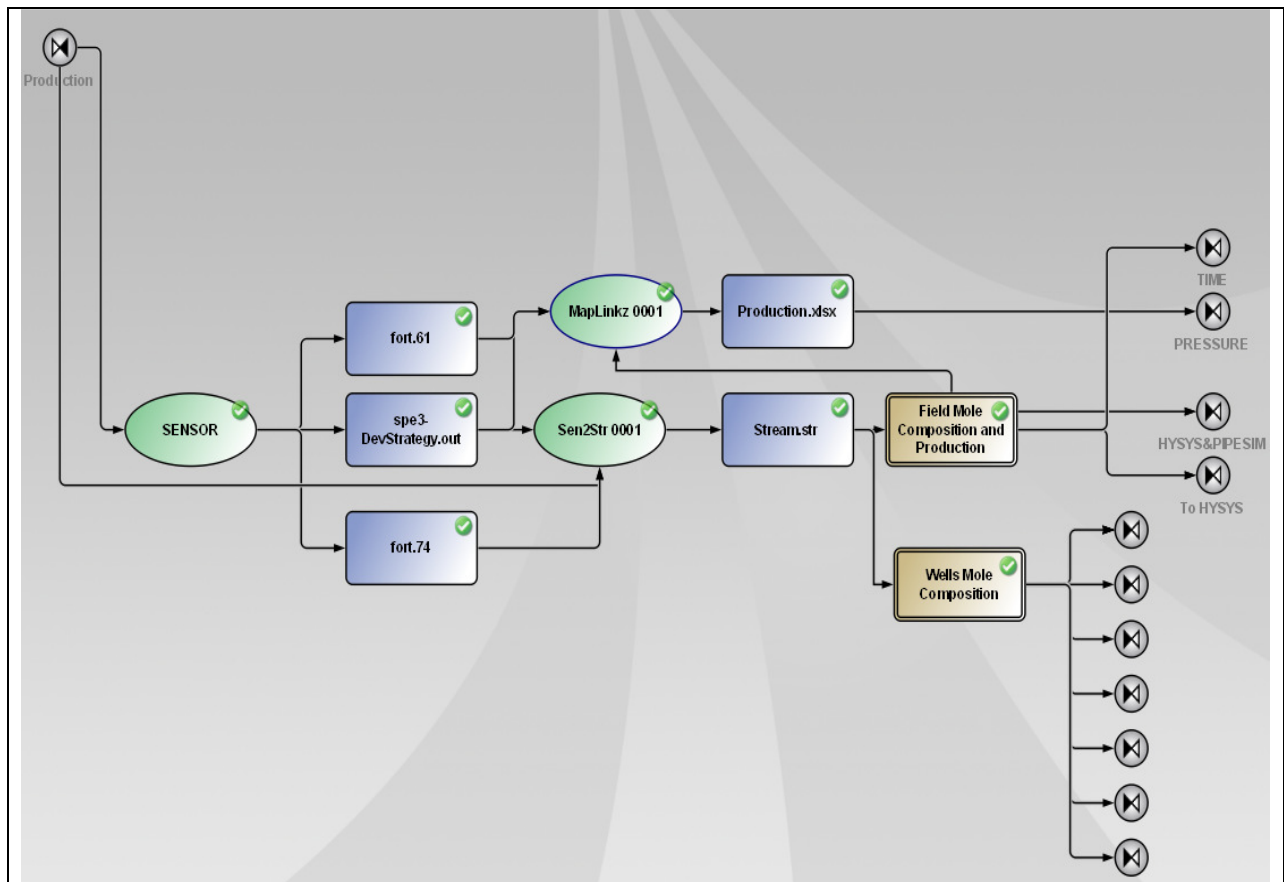 Production
SENSOR
fort.61
spe3-
DevStrategy.out
fort.74
MapLinkz 0001
Sen2Str 0001
Production.xlsx
Stream.str
Field Mole
Composition and
Production
Wells Mole
Composition
TIME
PRESSURE
HYSYS&PIPESIM
To HYSYS